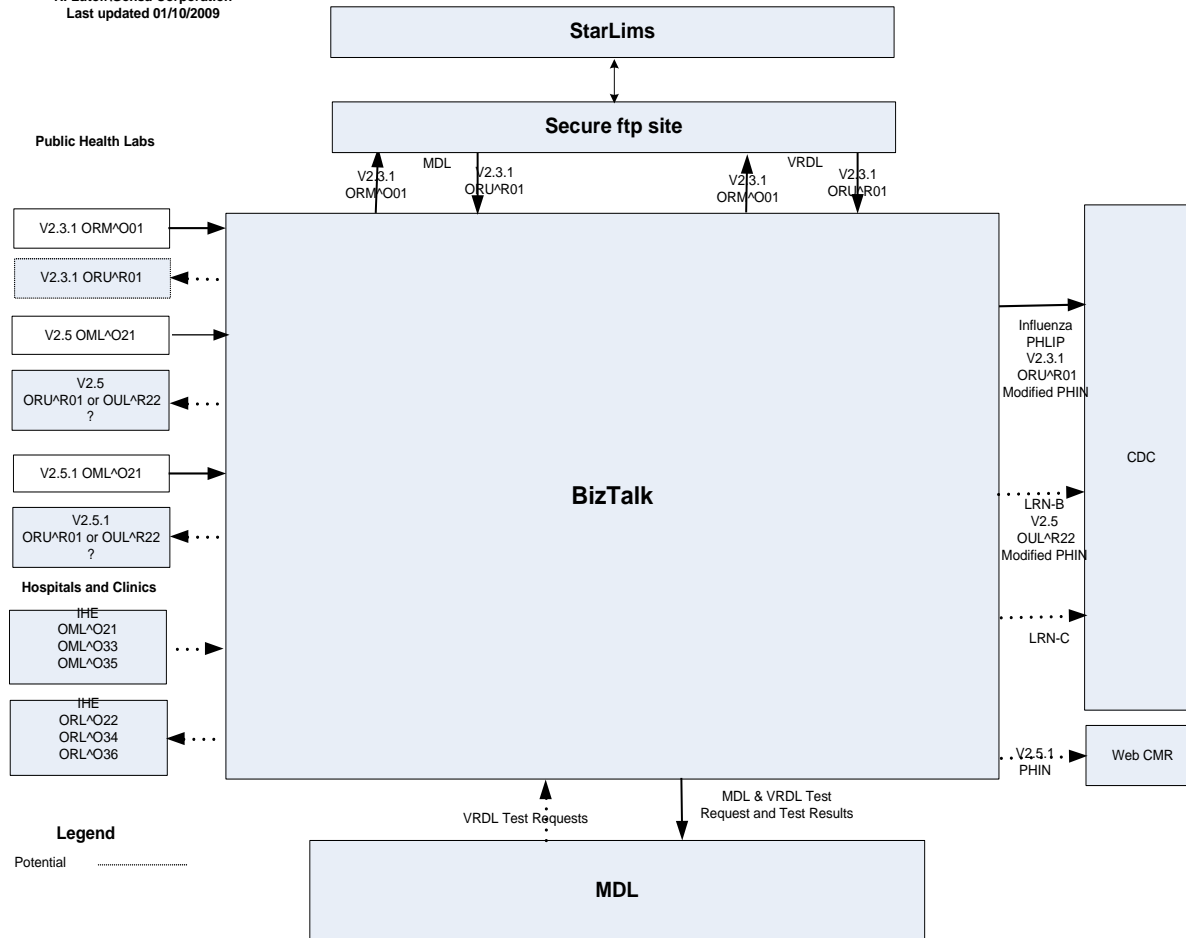 Last updated 01/10/2009
StarLims
Secure ftp site
Public Health Labs
MDL
VRDL
V2.3.1
ORM^O01
V2.3.1
ORU^R01
V2.3.1
ORM^O01
V2.3.1
ORU^R01
V2.3.1 ORM^O01
V2.3.1 ORU^R01
V2.5 OML^O21
V2.5
ORU^R01 or OUL^R22
?
V2.5.1 OML^O21
V2.5.1
ORU^R01 or OUL^R22
?
Hospitals and Clinics
IHE
OML^O21
OML^O33
OML^O35
IHE
ORL^O22
ORL^O34
ORL^O36
BizTalk
Influenza
PHLIP
V2.3.1
ORU^R01
Modified PHIN
LRN-B
V2.5
OUL^R22
Modified PHIN
LRN-C
CDC
V2.5.1
PHIN
Web CMR
VRDL Test Requests
MDL & VRDL Test
Request and Test Results
Legend
Potential
MDL